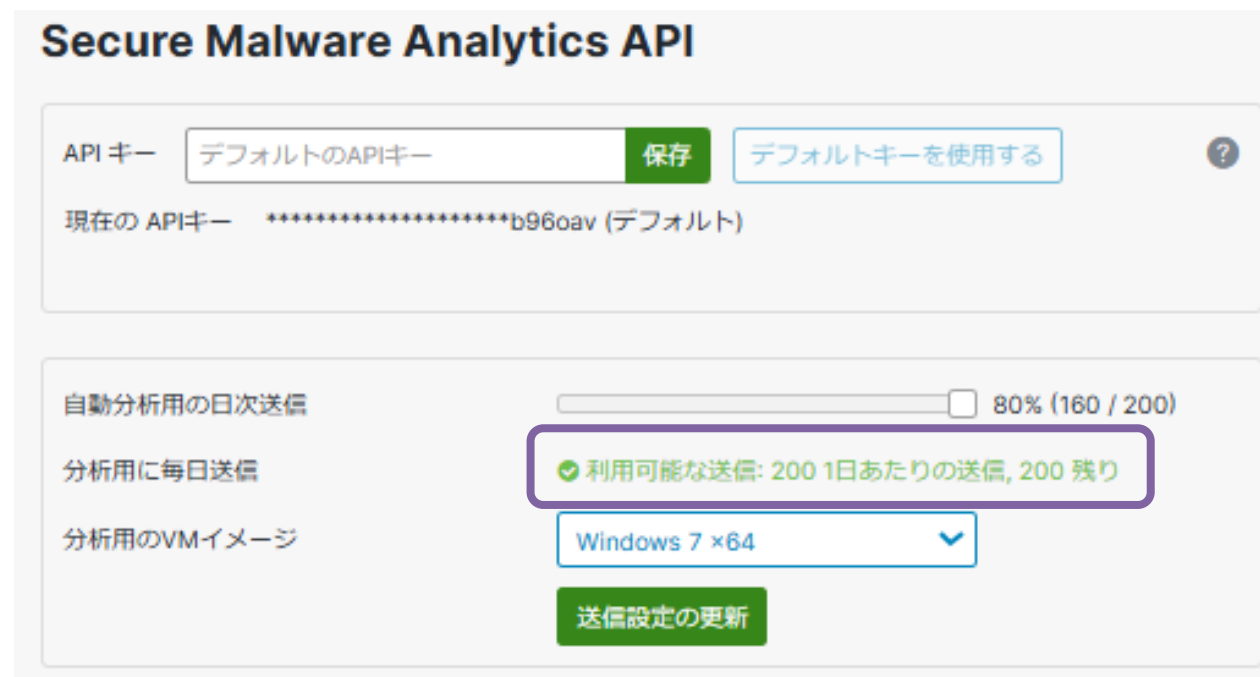 Secure Malware Analytics API
API キー デフォルトのAPIキー 保存 デフォルトキーを使用する ?
現在の APIキー ********************b96oav (デフォルト)
自動分析用の日次送信 80% (160 / 200)
分析用に毎日送信 利用可能な送信: 200 1日あたりの送信, 200 残り
分析用のVMイメージ Windows 7 ×64
送信設定の更新